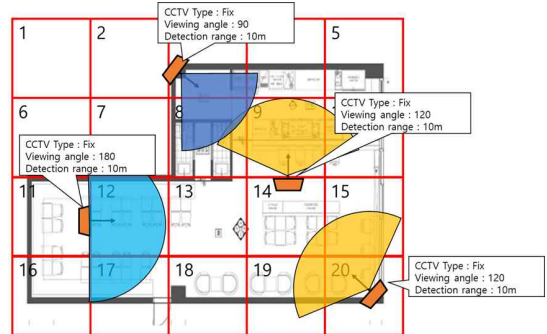 1
2
5
CCTV Type : Fix
Viewing angle : 90
Detection range : 10m
6
7
8
9
CCTV Type : Fix
Viewing angle : 120
Detection range : 10m
CCTV Type : Fix
Viewing angle : 180
Detection range : 10m
11
12
13
14
15
16
17
18
19
20
CCTV Type : Fix
Viewing angle : 120
Detection range : 10m